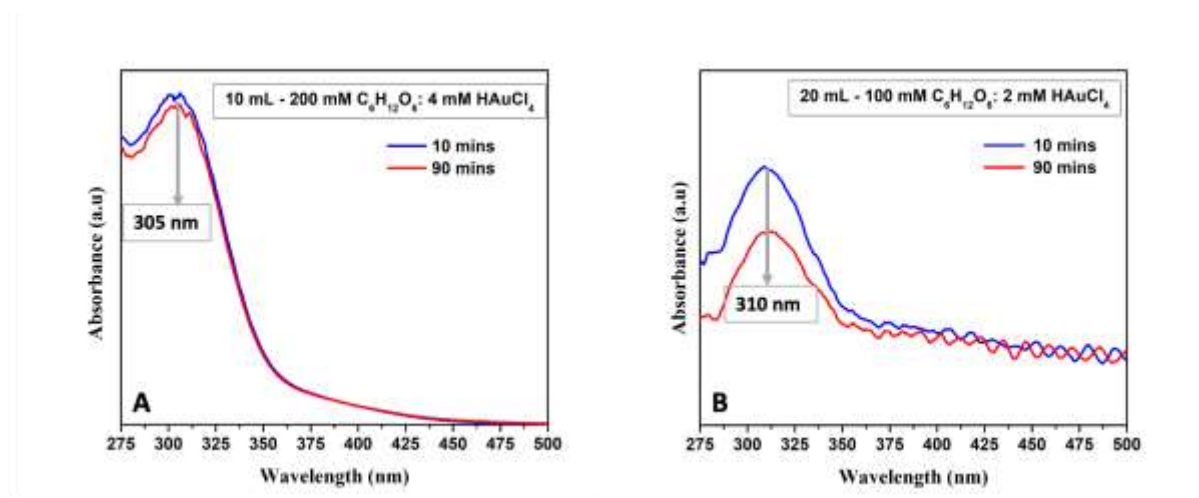 10 mL - 200 mM C₆H₁₂O₆: 4 mM HAuCl₄
10 mins
90 mins
305 nm
Absorbance (a.u)
A
275 300 325 350 375 400 425 450 475 500
Wavelength (nm)
20 mL - 100 mM C₆H₁₂O₆: 2 mM HAuCl₄
10 mins
90 mins
310 nm
Absorbance (a.u)
B
275 300 325 350 375 400 425 450 475 500
Wavelength (nm)